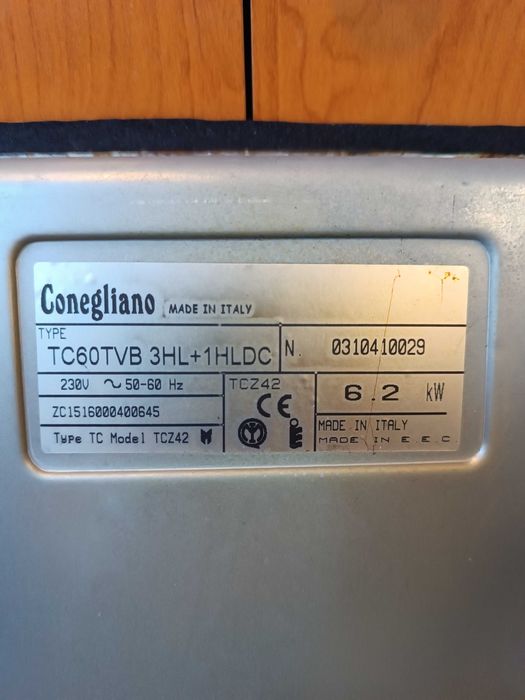 Conegliano MADE IN ITALY
TYPE
TC60TVB 3HL+1HLDC N. 0310410029
230V ~ 50-60 Hz TCZ42 6.2 kW
CE
ZC1516000400645
MADE IN ITALY
Type TC Model TCZ42 MADE IN E.E.C.